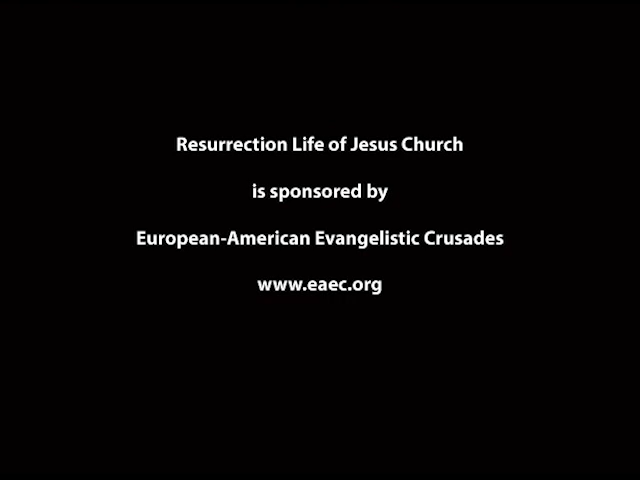 Resurrection Life of Jesus Church
is sponsored by
European-American Evangelistic Crusades
www.eaec.org